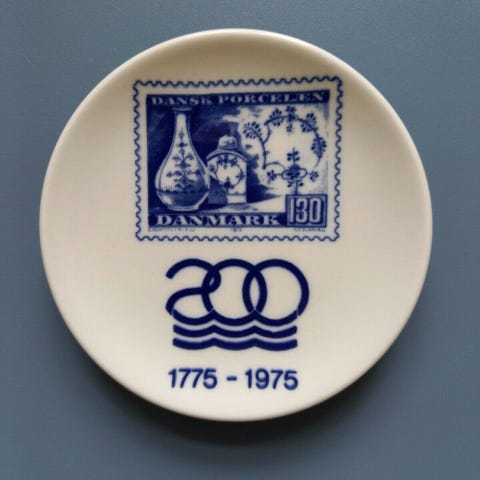 DANSK PORCELÆN
DANMARK 130
200
1775 - 1975